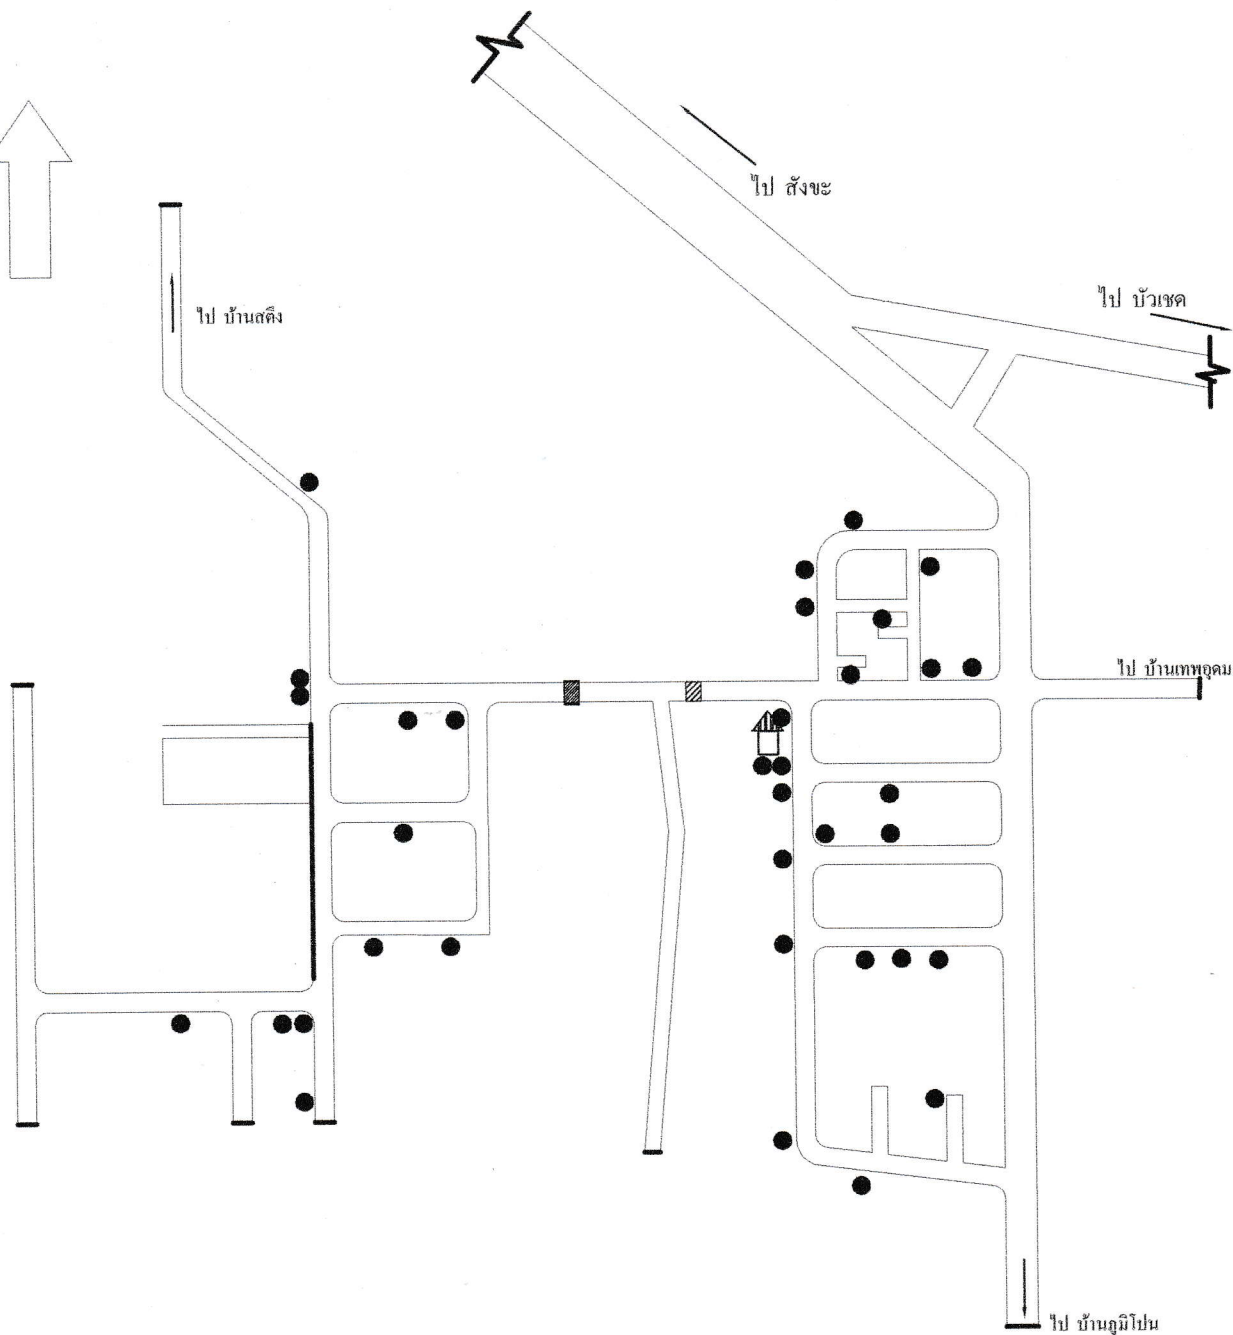 ไป สังขะ
ไป บัวเชด
ไป บ้านสตึง
ไป บ้านเทพอุดม
ไป บ้านภูมิโปน